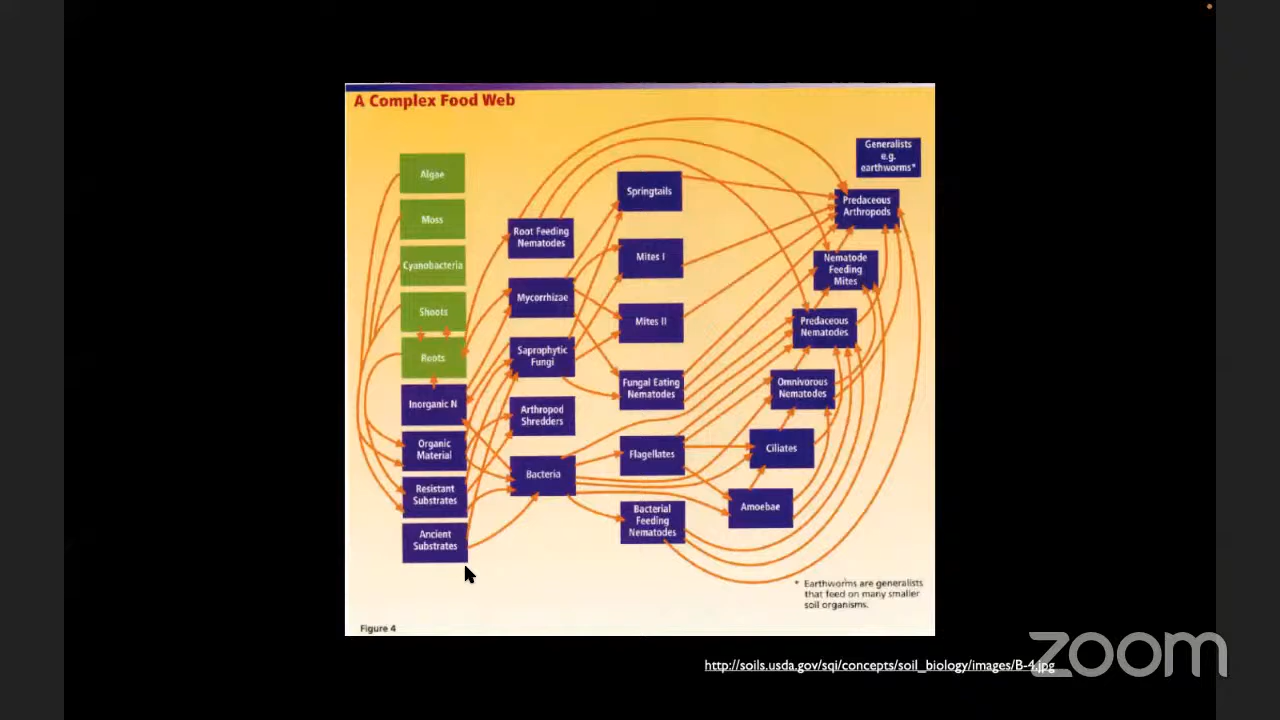 A Complex Food Web
Algae
Moss
Cyanobacteria
Shoots
Roots
Inorganic N
Organic
Material
Resistant
Substrates
Ancient
Substrates
Root Feeding
Nematodes
Mycorrhizae
Saprophytic
Fungi
Arthropod
Shredders
Bacteria
Springtails
Mites I
Mites II
Fungal Eating
Nematodes
Flagellates
Bacterial
Feeding
Nematodes
Generalists
e.g.
earthworms*
Predaceous
Arthropods
Nematode
Feeding
Mites
Predaceous
Nematodes
Omnivorous
Nematodes
Ciliates
Amoebae
* Earthworms are generalists
that feed on many smaller
soil organisms.
Figure 4
http://soils.usda.gov/sqi/concepts/soil_biology/images/B-4.jpg
zoom